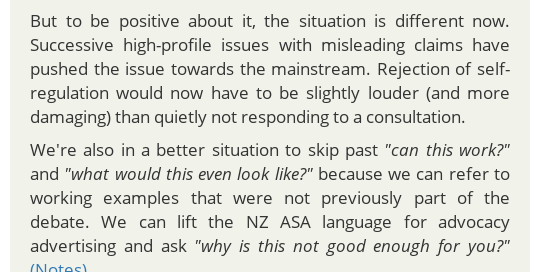 But to be positive about it, the situation is different now.
Successive high-profile issues with misleading claims have
pushed the issue towards the mainstream. Rejection of self-
regulation would now have to be slightly louder (and more
damaging) than quietly not responding to a consultation.
We're also in a better situation to skip past "can this work?"
and "what would this even look like?" because we can refer to
working examples that were not previously part of the
debate. We can lift the NZ ASA language for advocacy
advertising and ask "why is this not good enough for you?"
(Notes)